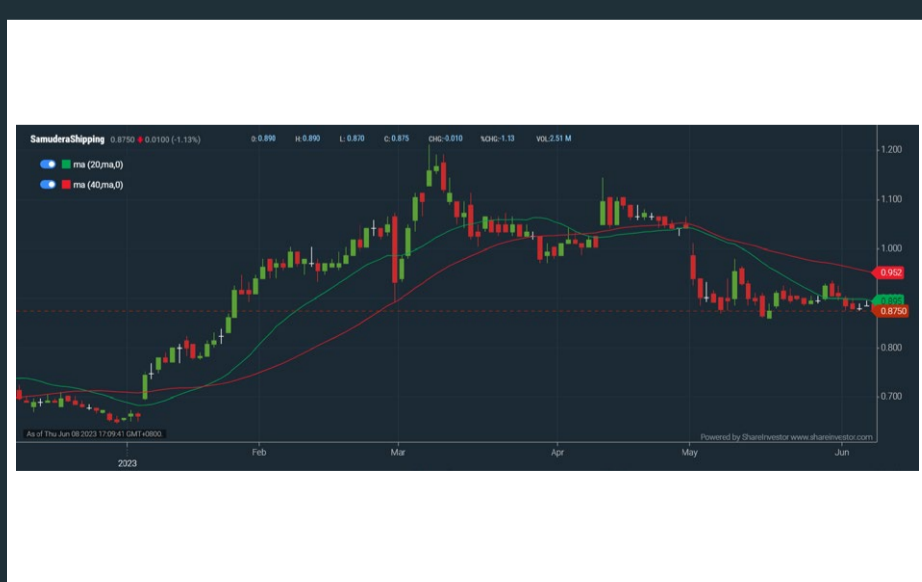 SamuderaShipping 0.8750 0.0100 (-1.13%) O: 0.890 H: 0.890 L: 0.870 C: 0.875 CHG:-0.010 %CHG:-1.13 VOL:2.51 M
ma (20,ma,0)
ma (40,ma,0)
1.200
1.100
1.000
0.952
0.8750
0.800
0.700
As of Thu Jun 08 2023 17:09:41 GMT+0800
Powered by ShareInvestor www.shareinvestor.com
Feb Mar Apr May Jun
2023